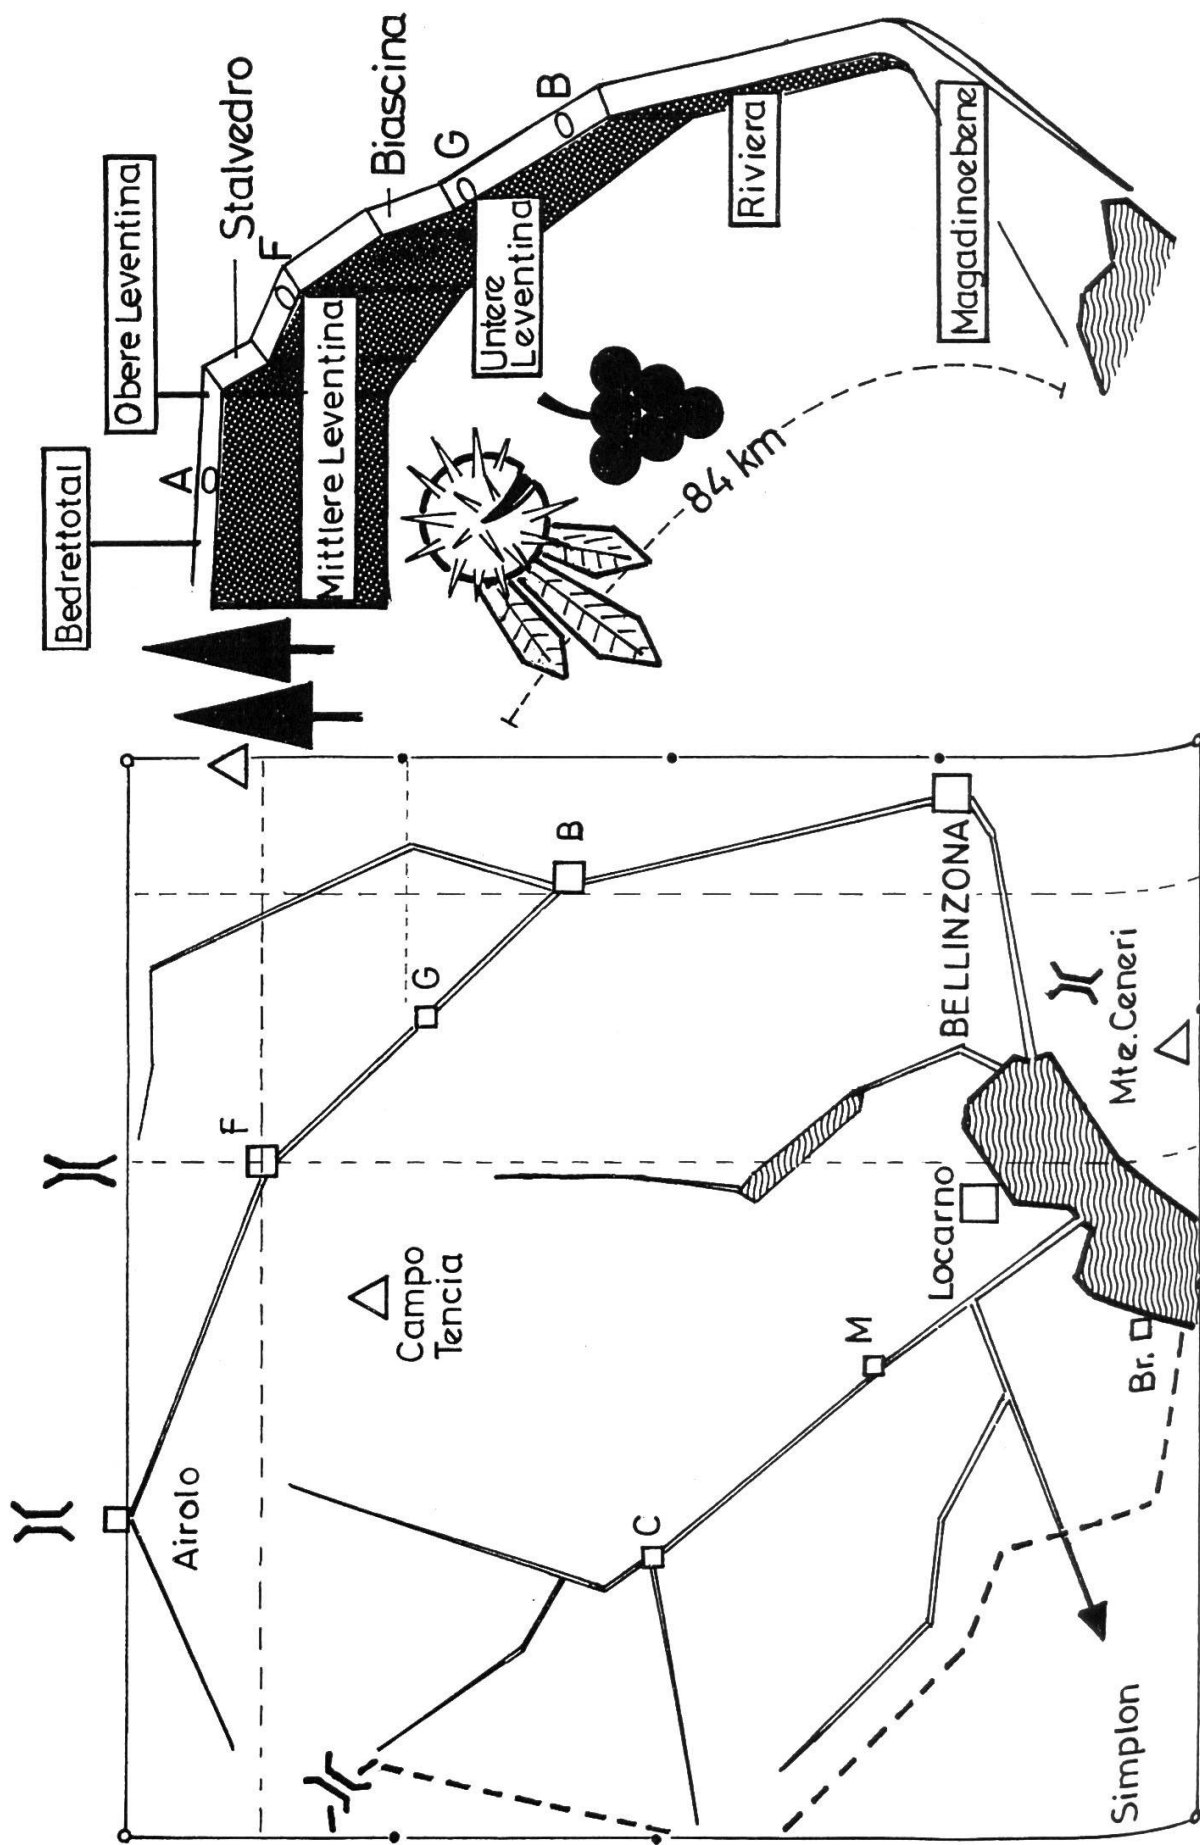 Bedrettotal
Obere Leventina
Stalvedro
A
F
Biascina
G
B
Mittlere Leventina
Untere
Leventina
Riviera
Magadinoebene
84 km
Airolo
F
G
B
Campo
Tencia
C
M
Locarno
BELLINZONA
Br.
Mte. Ceneri
Simplon